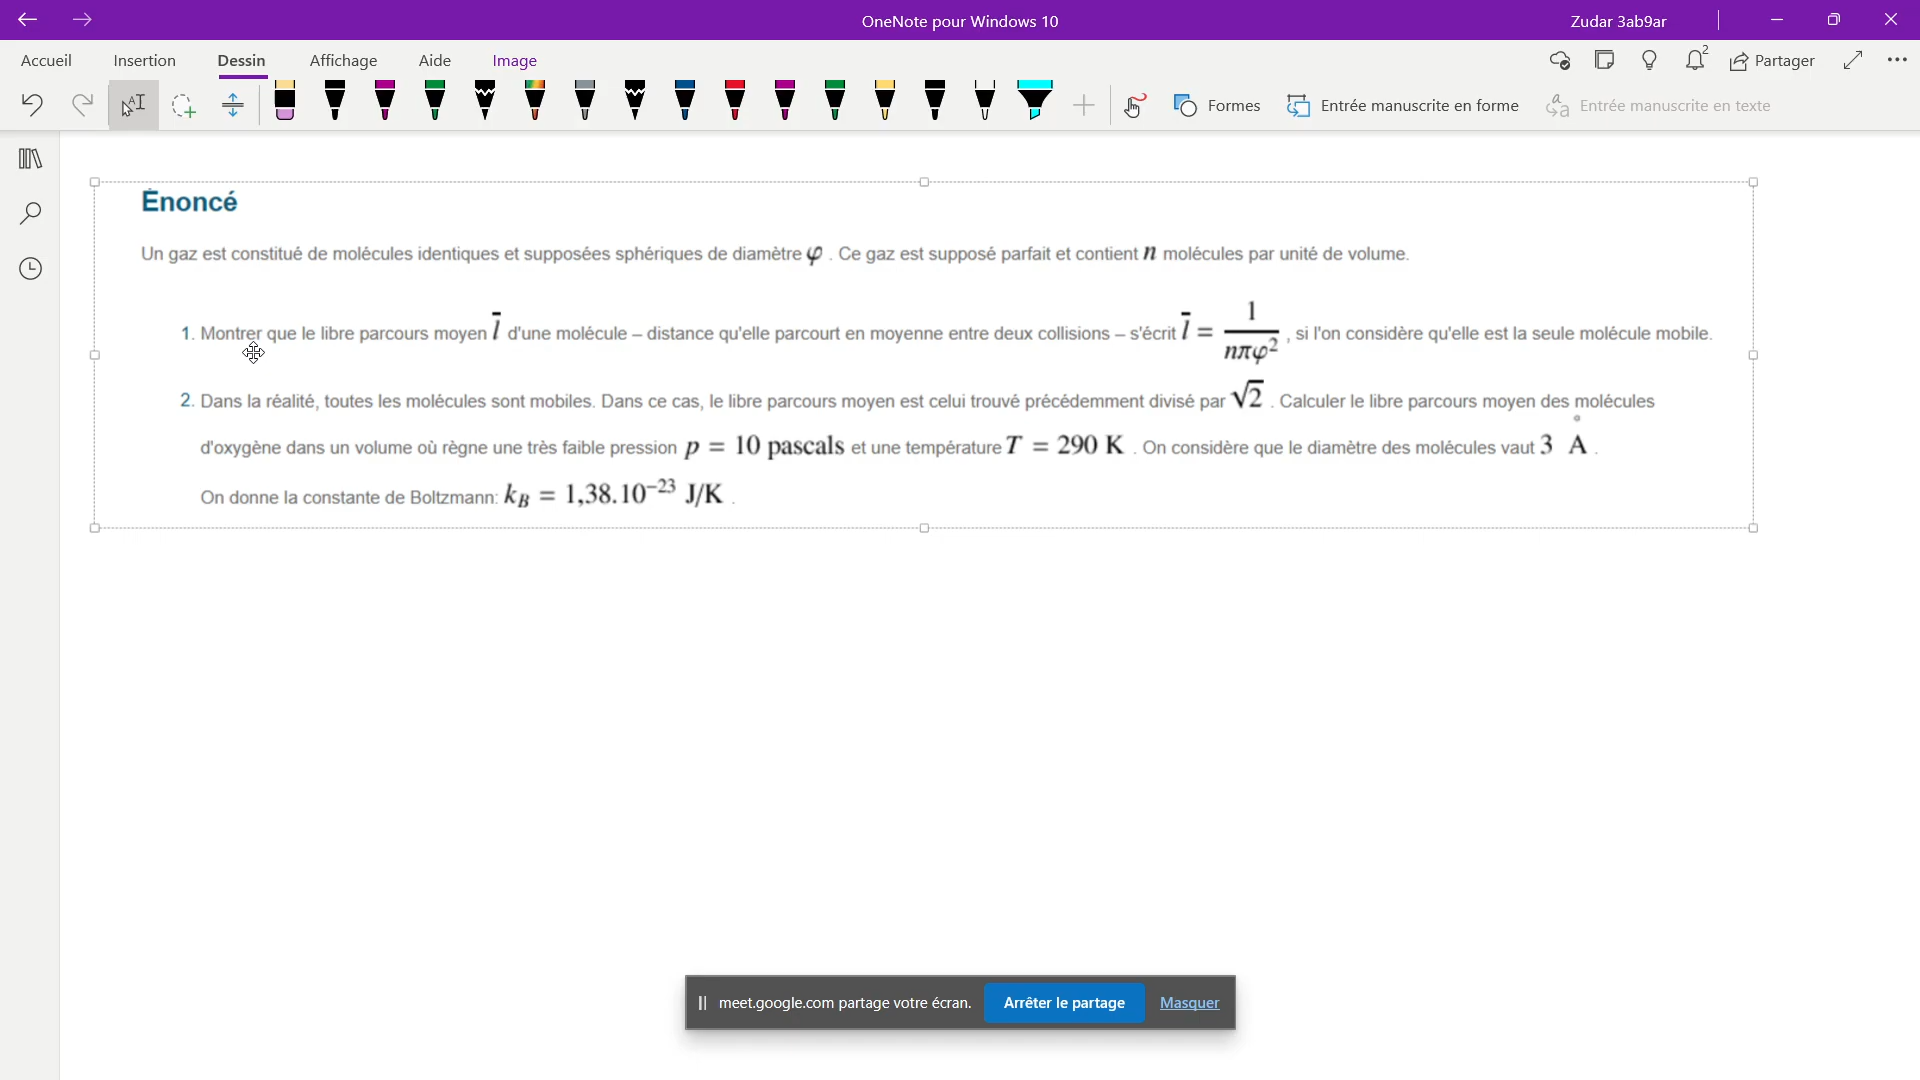 OneNote pour Windows 10
Zudar 3ab9ar
Accueil Insertion Dessin Affichage Aide Image
2
Partager
Formes
Entrée manuscrite en forme
Entrée manuscrite en texte
Énoncé
Un gaz est constitué de molécules identiques et supposées sphériques de diamètre φ . Ce gaz est supposé parfait et contient n molécules par unité de volume.
1. Montrer que le libre parcours moyen l̅ d'une molécule – distance qu'elle parcourt en moyenne entre deux collisions – s'écrit l̅ = 1/(nπφ²) , si l'on considère qu'elle est la seule molécule mobile.
2. Dans la réalité, toutes les molécules sont mobiles. Dans ce cas, le libre parcours moyen est celui trouvé précédemment divisé par √2 . Calculer le libre parcours moyen des molécules
d'oxygène dans un volume où règne une très faible pression p = 10 pascals et une température T = 290 K . On considère que le diamètre des molécules vaut 3 Å .
On donne la constante de Boltzmann: k_B = 1,38.10⁻²³ J/K .
meet.google.com partage votre écran.
Arrêter le partage
Masquer